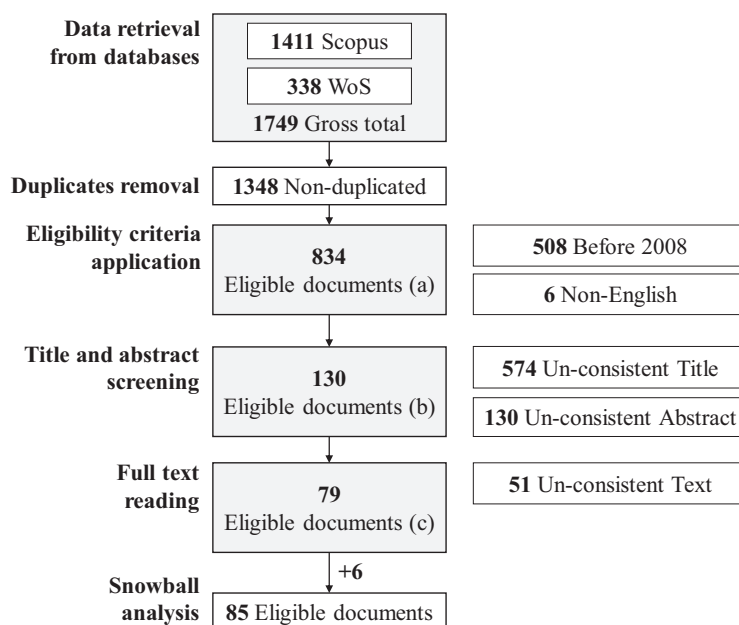 Data retrieval
from databases
1411 Scopus
338 WoS
1749 Gross total
Duplicates removal
1348 Non-duplicated
Eligibility criteria
application
834
Eligible documents (a)
508 Before 2008
6 Non-English
Title and abstract
screening
130
Eligible documents (b)
574 Un-consistent Title
130 Un-consistent Abstract
Full text
reading
79
Eligible documents (c)
51 Un-consistent Text
+6
Snowball
analysis
85 Eligible documents